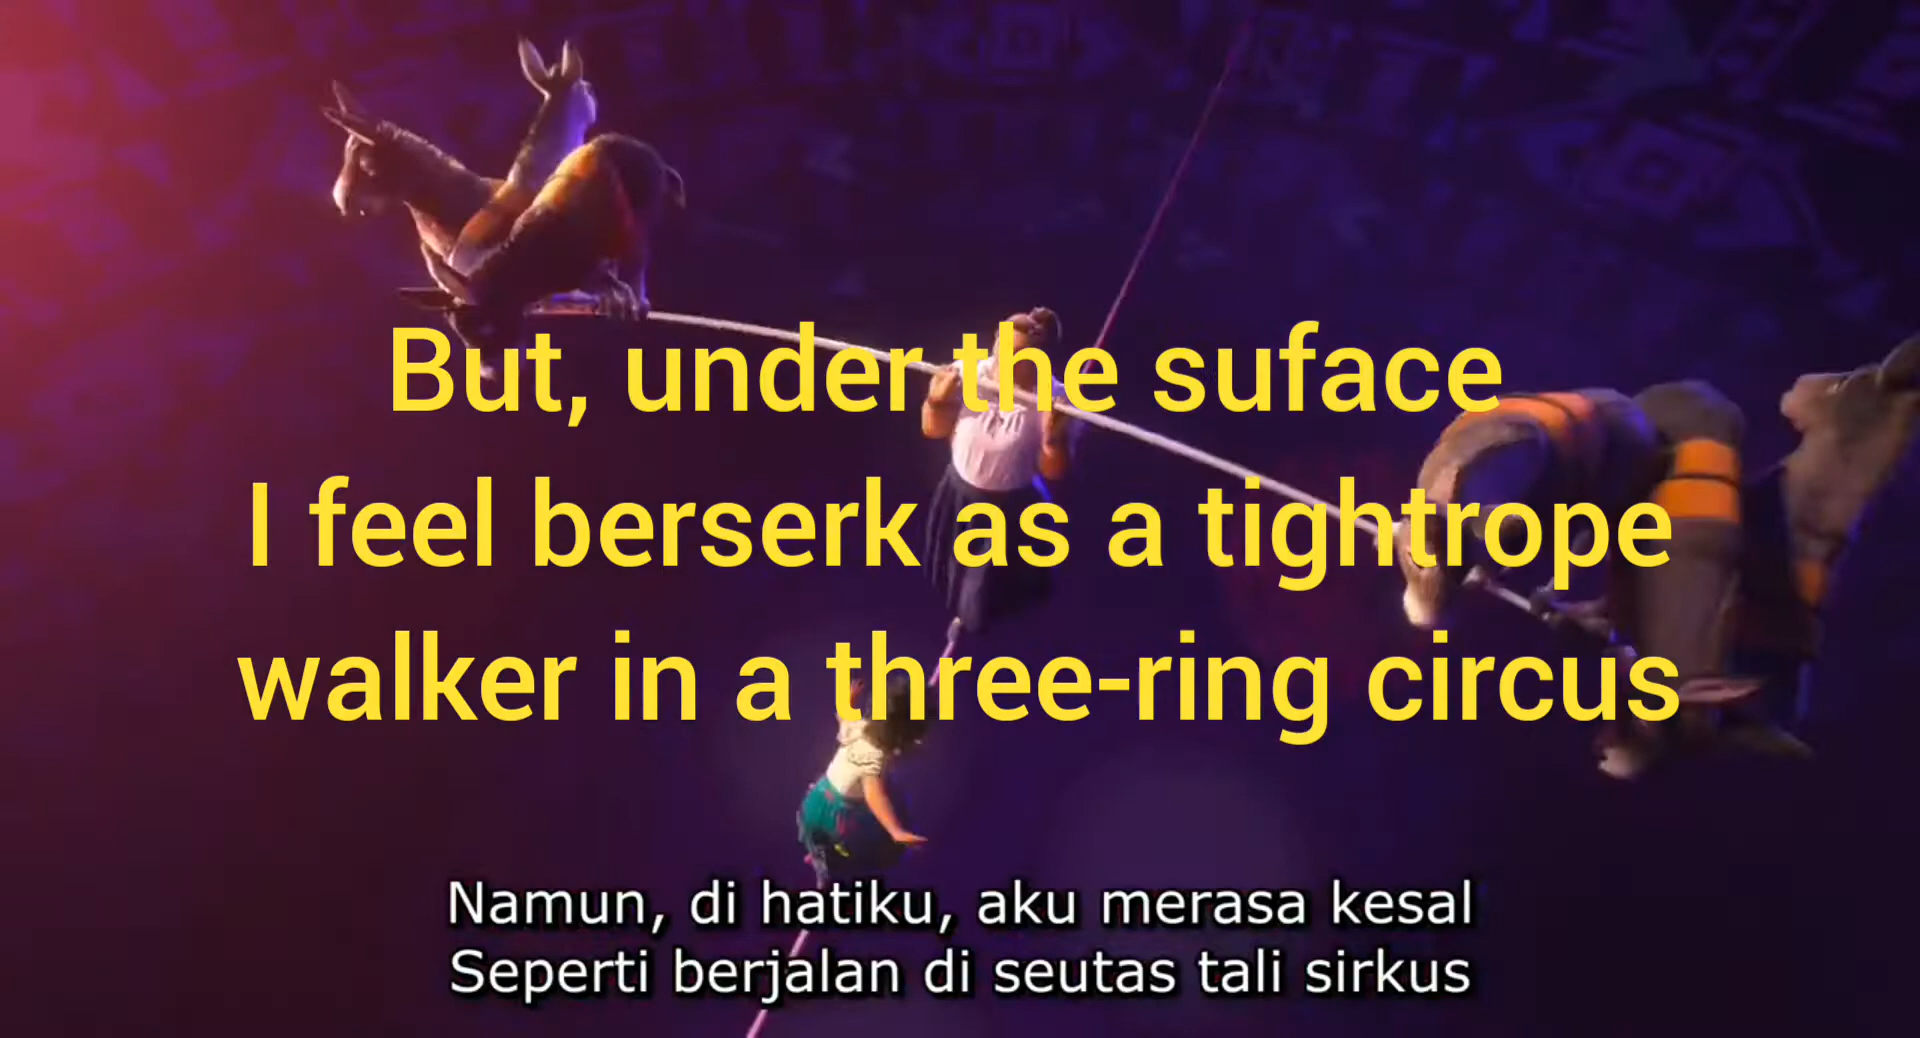 But, under the suface
I feel berserk as a tightrope
walker in a three-ring circus
Namun, di hatiku, aku merasa kesal
Seperti berjalan di seutas tali sirkus